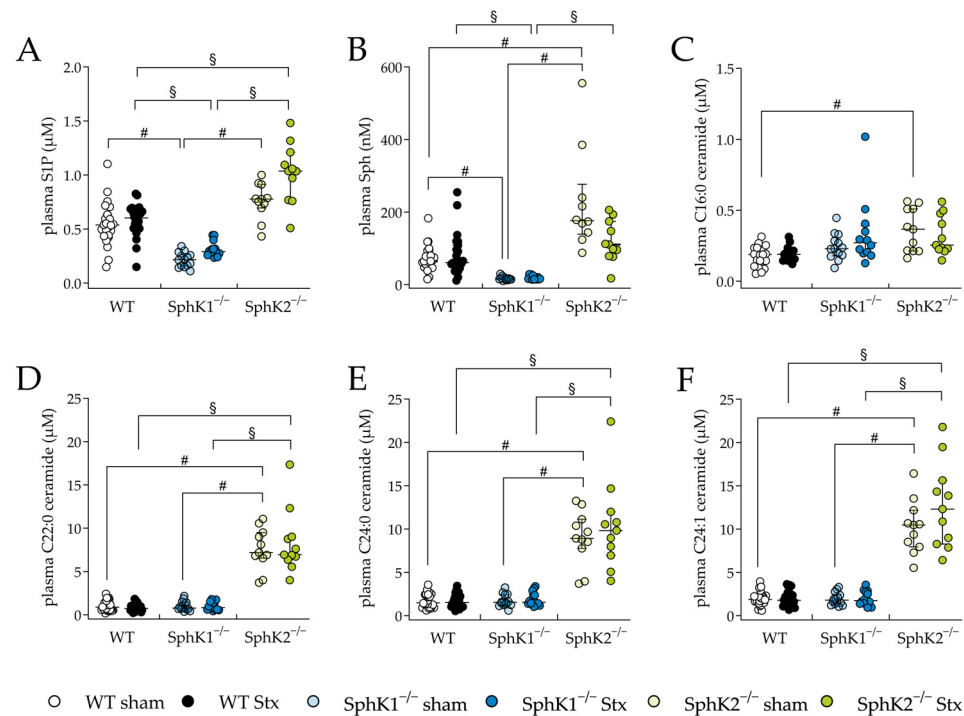 A
plasma S1P (μM)
2.0
1.5
1.0
0.5
0.0
§
§
§
#
#
WT
SphK1−/−
SphK2−/−
B
plasma Sph (nM)
600
400
200
0
§
§
#
#
#
WT
SphK1−/−
SphK2−/−
C
plasma C16:0 ceramide (μM)
1.5
1.0
0.5
0.0
#
WT
SphK1−/−
SphK2−/−
D
plasma C22:0 ceramide (μM)
25
20
15
10
5
0
§
§
#
#
WT
SphK1−/−
SphK2−/−
E
plasma C24:0 ceramide (μM)
25
20
15
10
5
0
§
§
#
#
WT
SphK1−/−
SphK2−/−
F
plasma C24:1 ceramide (μM)
25
20
15
10
5
0
§
§
#
#
WT
SphK1−/−
SphK2−/−
WT sham WT Stx SphK1−/− sham SphK1−/− Stx SphK2−/− sham SphK2−/− Stx